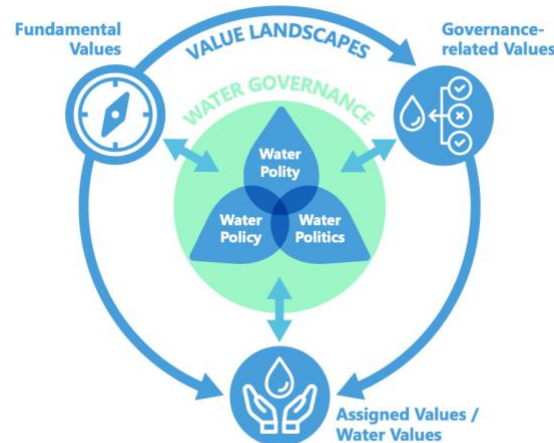 Fundamental
Values
VALUE LANDSCAPES
Governance-
related Values
WATER GOVERNANCE
Water
Polity
Water
Policy
Water
Politics
Assigned Values /
Water Values